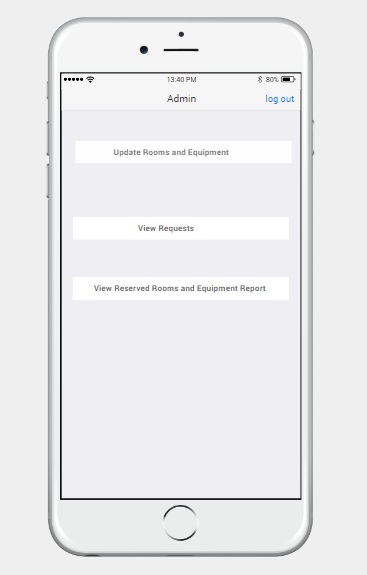 13:40 PM 80%
Admin log out
Update Rooms and Equipment
View Requests
View Reserved Rooms and Equipment Report